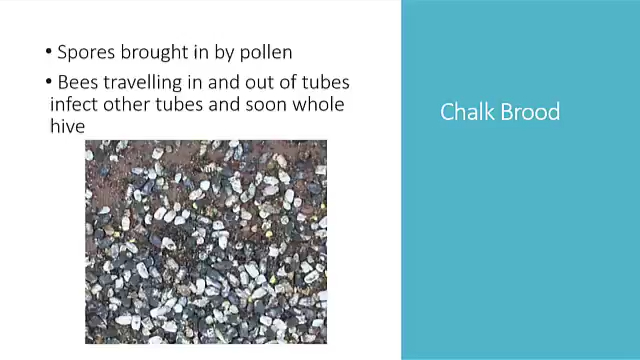 • Spores brought in by pollen
• Bees travelling in and out of tubes
infect other tubes and soon whole
hive
Chalk Brood